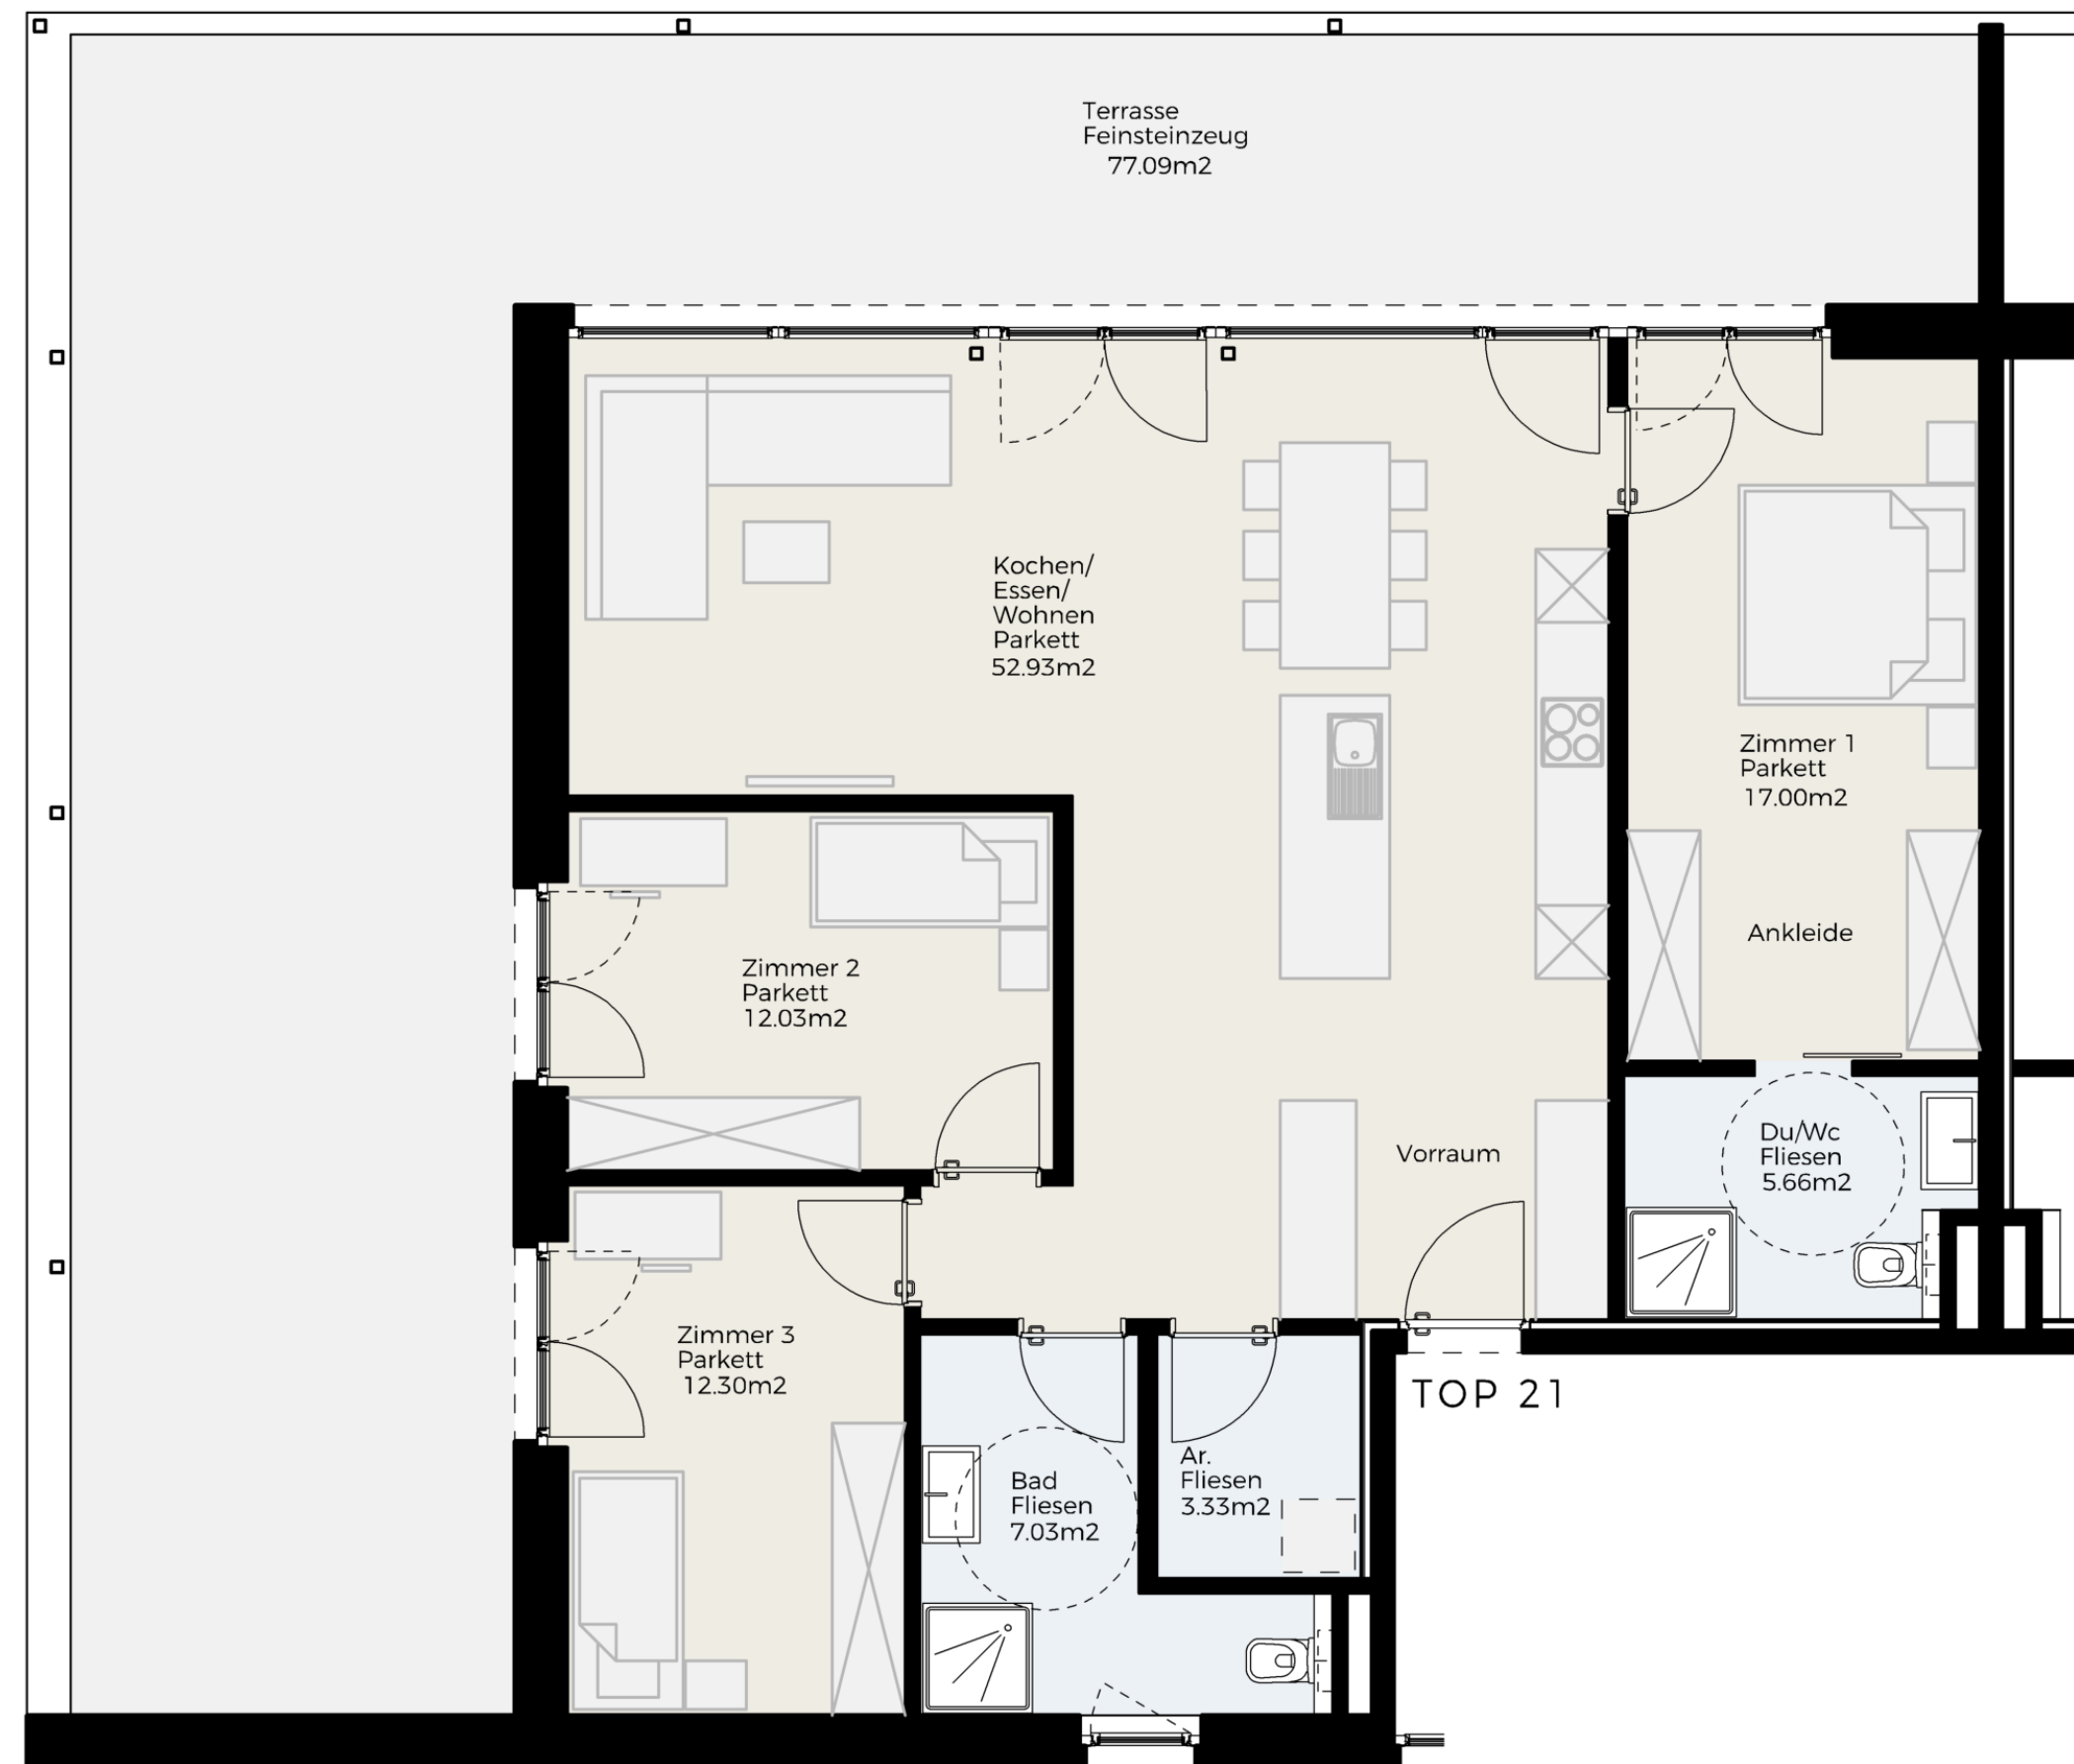 Terrasse
Feinsteinzeug
77.09m2
Kochen/
Essen/
Wohnen
Parkett
52.93m2
Zimmer 1
Parkett
17.00m2
Ankleide
Zimmer 2
Parkett
12.03m2
Vorraum
Du/Wc
Fliesen
5.66m2
Zimmer 3
Parkett
12.30m2
TOP 21
Bad
Fliesen
7.03m2
Ar.
Fliesen
3.33m2